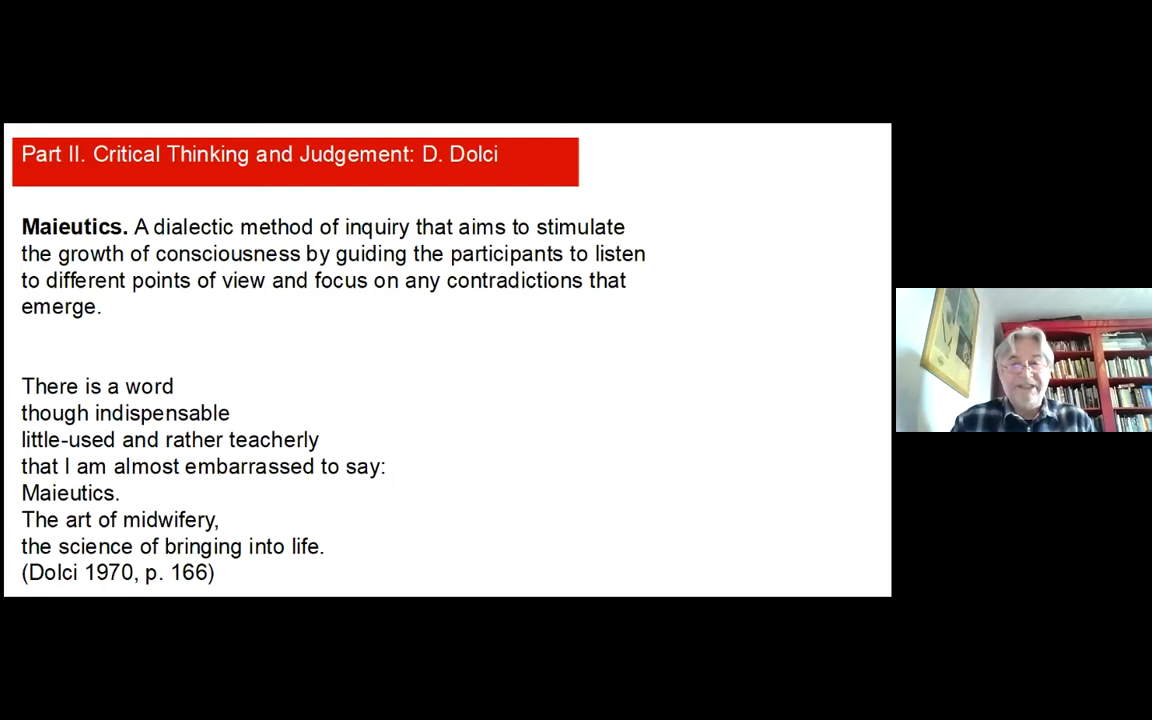 Part II. Critical Thinking and Judgement: D. Dolci
Maieutics. A dialectic method of inquiry that aims to stimulate
the growth of consciousness by guiding the participants to listen
to different points of view and focus on any contradictions that
emerge.
There is a word
though indispensable
little-used and rather teacherly
that I am almost embarrassed to say:
Maieutics.
The art of midwifery,
the science of bringing into life.
(Dolci 1970, p. 166)